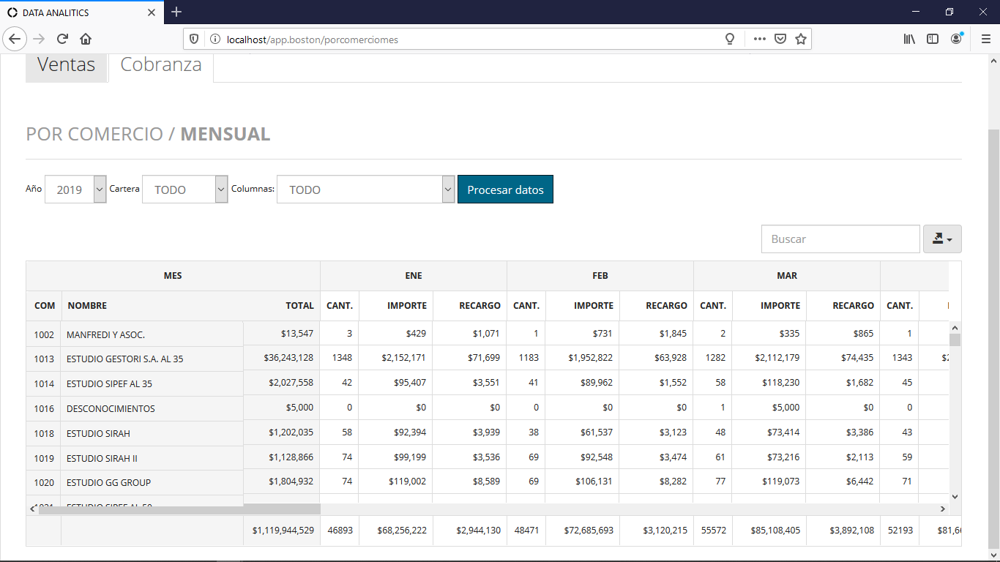 DATA ANALITICS
localhost/app.boston/porcomerciomes
Ventas Cobranza
POR COMERCIO / MENSUAL
Año 2019 Cartera TODO Columnas: TODO Procesar datos
Buscar
MES ENE FEB MAR
COM NOMBRE TOTAL CANT. IMPORTE RECARGO CANT. IMPORTE RECARGO CANT. IMPORTE RECARGO CANT.
1002 MANFREDI Y ASOC. $13,547 3 $429 $1,071 1 $731 $1,845 2 $335 $865 1
1013 ESTUDIO GESTORI S.A. AL 35 $36,243,128 1348 $2,152,171 $71,699 1183 $1,952,822 $63,928 1282 $2,112,179 $74,435 1343
1014 ESTUDIO SIPEF AL 35 $2,027,558 42 $95,407 $3,551 41 $89,962 $1,552 58 $118,230 $1,682 45
1016 DESCONOCIMIENTOS $5,000 0 $0 $0 0 $0 $0 1 $5,000 $0 0
1018 ESTUDIO SIRAH $1,202,035 58 $92,394 $3,939 38 $61,537 $3,123 48 $73,414 $3,386 43
1019 ESTUDIO SIRAH II $1,128,866 74 $99,199 $3,536 69 $92,548 $3,474 61 $73,216 $2,113 59
1020 ESTUDIO GG GROUP $1,804,932 74 $119,002 $8,589 69 $106,131 $8,282 77 $119,073 $6,442 71
$1,119,944,529 46893 $68,256,222 $2,944,130 48471 $72,685,693 $3,120,215 55572 $85,108,405 $3,892,108 52193